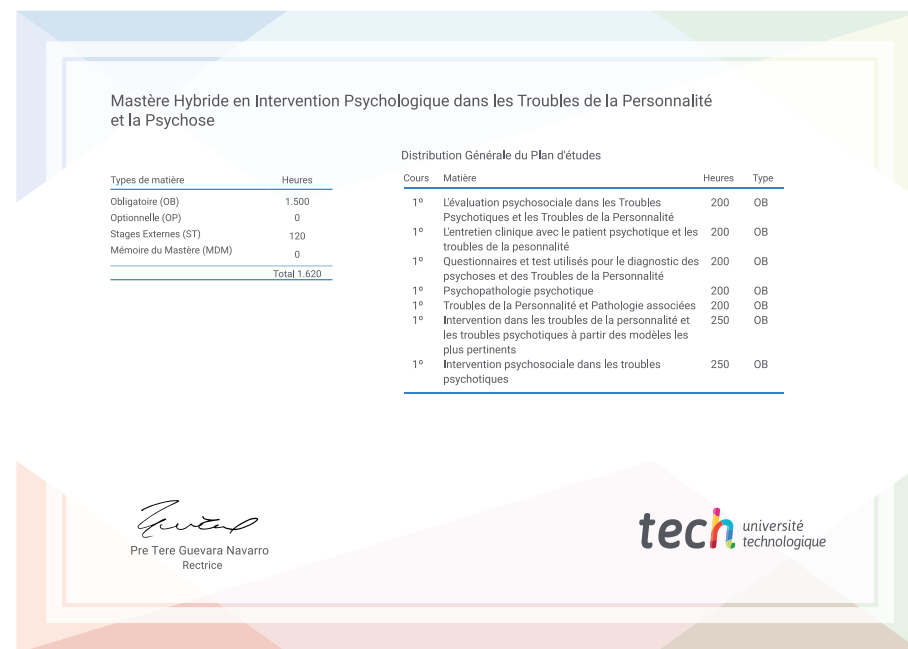 Mastère Hybride en Intervention Psychologique dans les Troubles de la Personnalité
et la Psychose
Types de matière Heures
Obligatoire (OB) 1.500
Optionnelle (OP) 0
Stages Externes (ST) 120
Mémoire du Mastère (MDM) 0
Total 1.620
Distribution Générale du Plan d'études
Cours Matière Heures Type
1º L'évaluation psychosociale dans les Troubles 200 OB
Psychotiques et les Troubles de la Personnalité
1º L'entretien clinique avec le patient psychotique et les 200 OB
troubles de la pesonnalité
1º Questionnaires et test utilisés pour le diagnostic des 200 OB
psychoses et des Troubles de la Personnalité
1º Psychopathologie psychotique 200 OB
1º Troubles de la Personnalité et Pathologie associées 200 OB
1º Intervention dans les troubles de la personnalité et 250 OB
les troubles psychotiques à partir des modèles les
plus pertinents
1º Intervention psychosociale dans les troubles 250 OB
psychotiques
Pre Tere Guevara Navarro
Rectrice
tech université
technologique